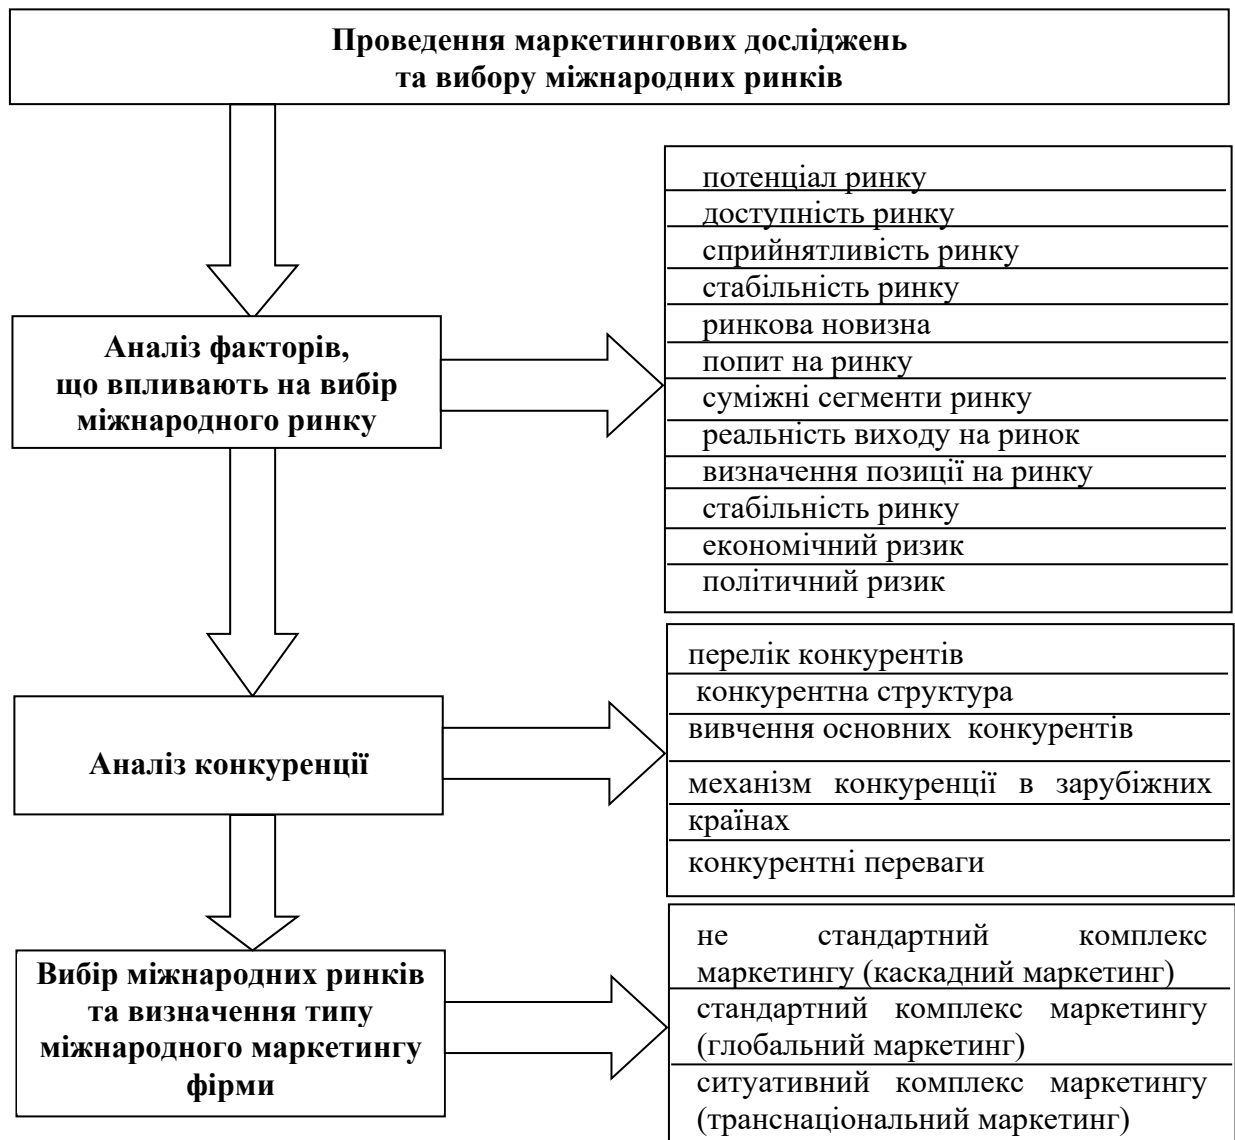 Проведення маркетингових досліджень
та вибору міжнародних ринків
Аналіз факторів,
що впливають на вибір
міжнародного ринку
потенціал ринку
доступність ринку
сприйнятливість ринку
стабільність ринку
ринкова новизна
попит на ринку
суміжні сегменти ринку
реальність виходу на ринок
визначення позиції на ринку
стабільність ринку
економічний ризик
політичний ризик
Аналіз конкуренції
перелік конкурентів
конкурентна структура
вивчення основних конкурентів
механізм конкуренції в зарубіжних
країнах
конкурентні переваги
Вибір міжнародних ринків
та визначення типу
міжнародного маркетингу
фірми
не стандартний комплекс
маркетингу (каскадний маркетинг)
стандартний комплекс маркетингу
(глобальний маркетинг)
ситуативний комплекс маркетингу
(транснаціональний маркетинг)